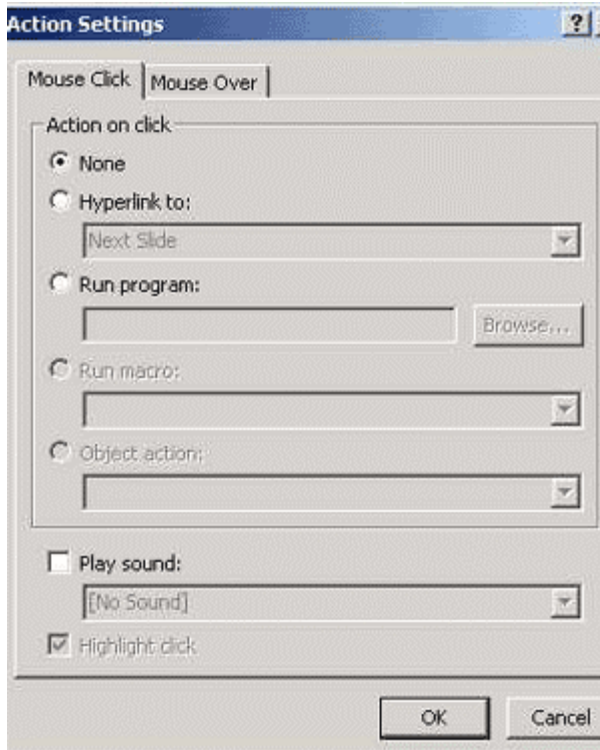 Action Settings
Mouse Click Mouse Over
Action on click
None
Hyperlink to:
Next Slide
Run program:
Browse...
Run macro:
Object action:
Play sound:
[No Sound]
Highlight click
OK Cancel